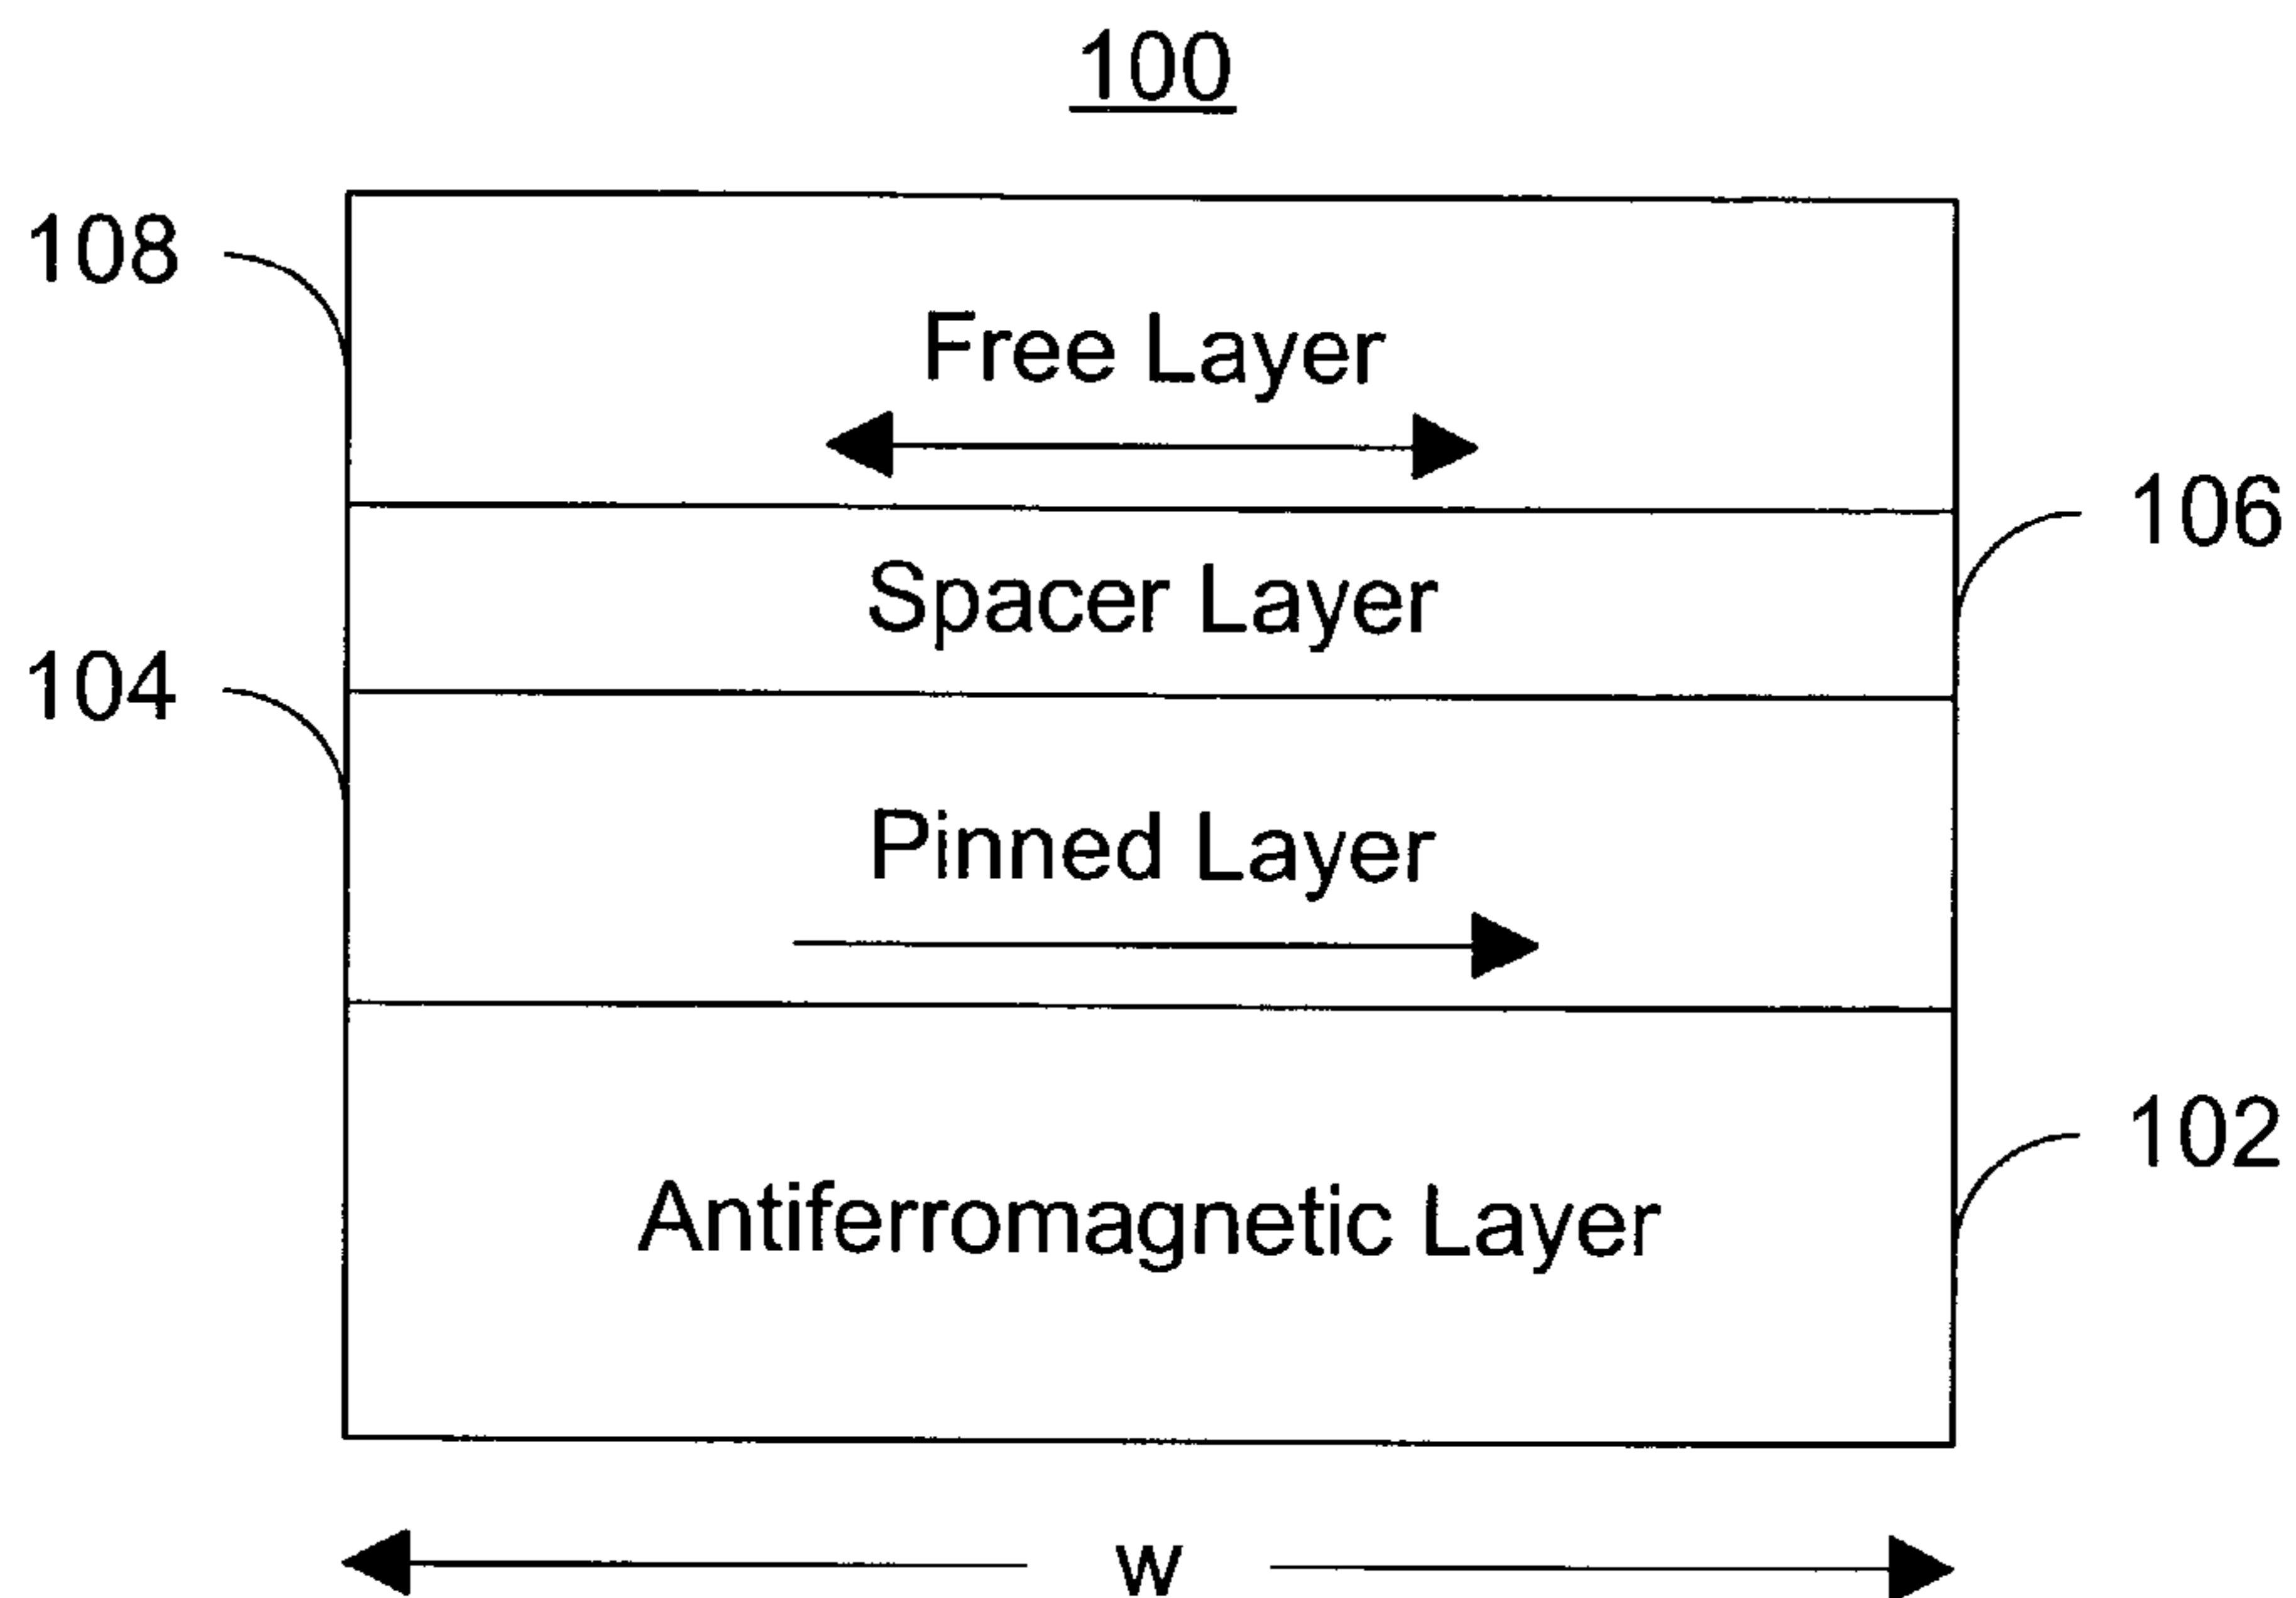 100
108
Free Layer
106
Spacer Layer
104
Pinned Layer
102
Antiferromagnetic Layer
w